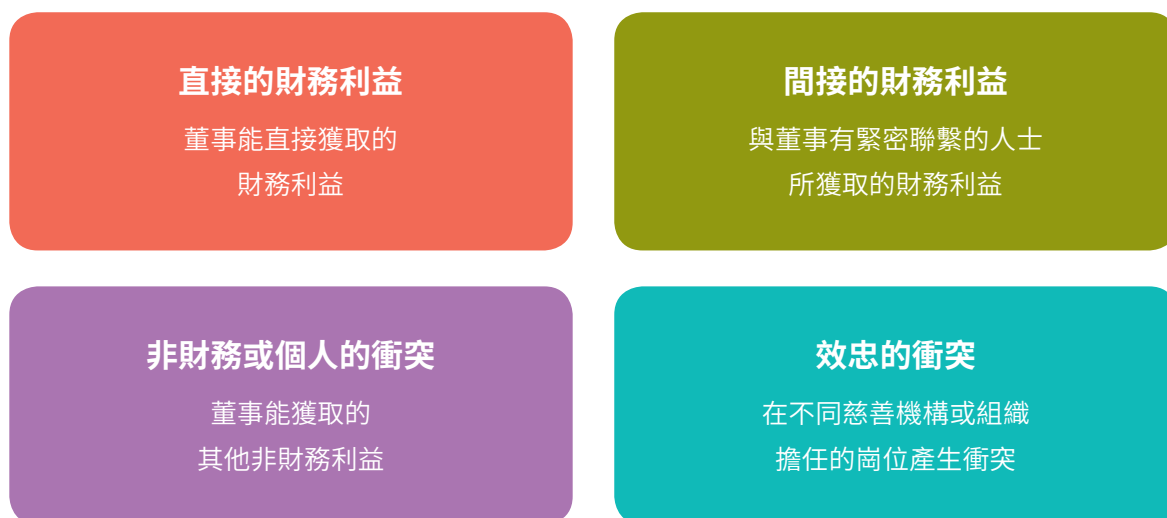 直接的財務利益
董事能直接獲取的
財務利益
間接的財務利益
與董事有緊密聯繫的人士
所獲取的財務利益
非財務或個人的衝突
董事能獲取的
其他非財務利益
效忠的衝突
在不同慈善機構或組織
擔任的崗位產生衝突